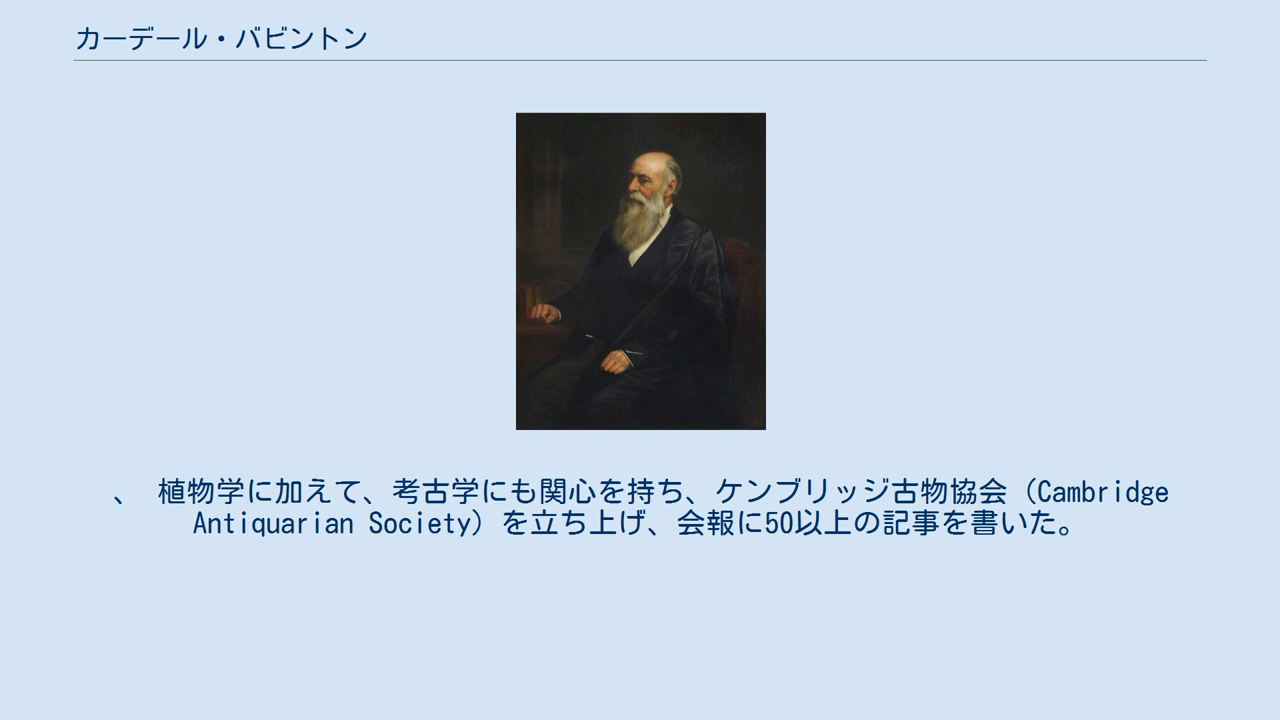 カーデール・バビントン
、 植物学に加えて、考古学にも関心を持ち、ケンブリッジ古物協会（Cambridge
Antiquarian Society）を立ち上げ、会報に50以上の記事を書いた。